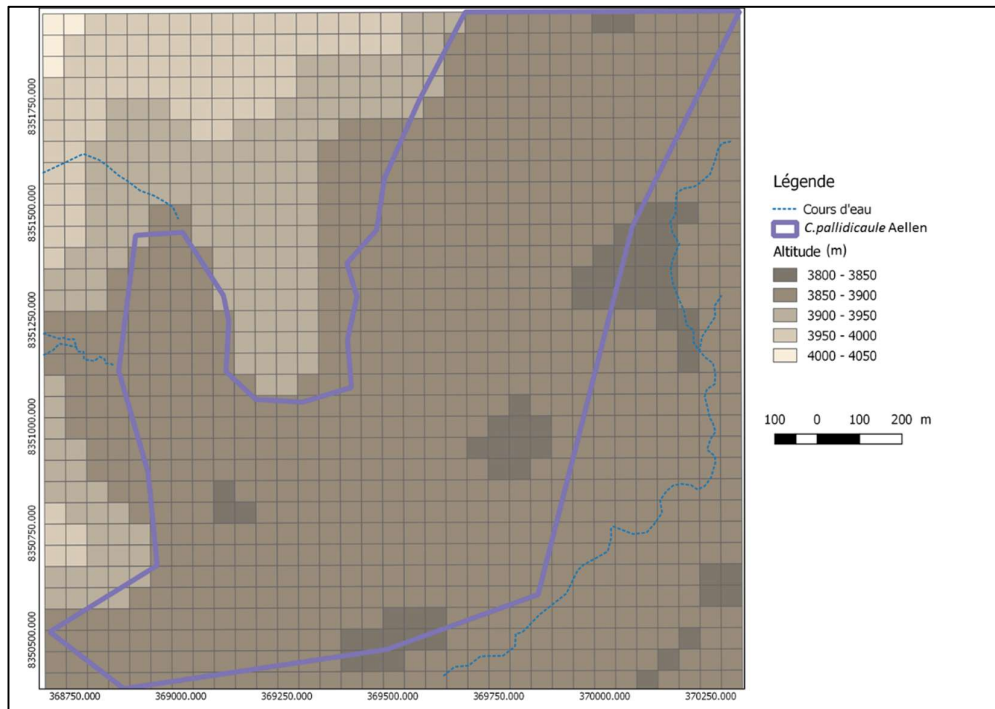 8351750.000
8351500.000
8351250.000
8351000.000
8350750.000
8350500.000
368750.000 369000.000 369250.000 369500.000 369750.000 370000.000 370250.000
Légende
Cours d'eau
C.pallidicaule Aellen
Altitude (m)
3800 - 3850
3850 - 3900
3900 - 3950
3950 - 4000
4000 - 4050
100 0 100 200 m